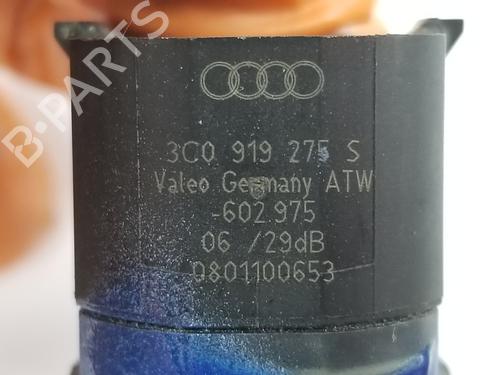 3C0 919 275 S
Valeo Germany ATW
-602.975
06 /29dB
0801100653
B-PARTS